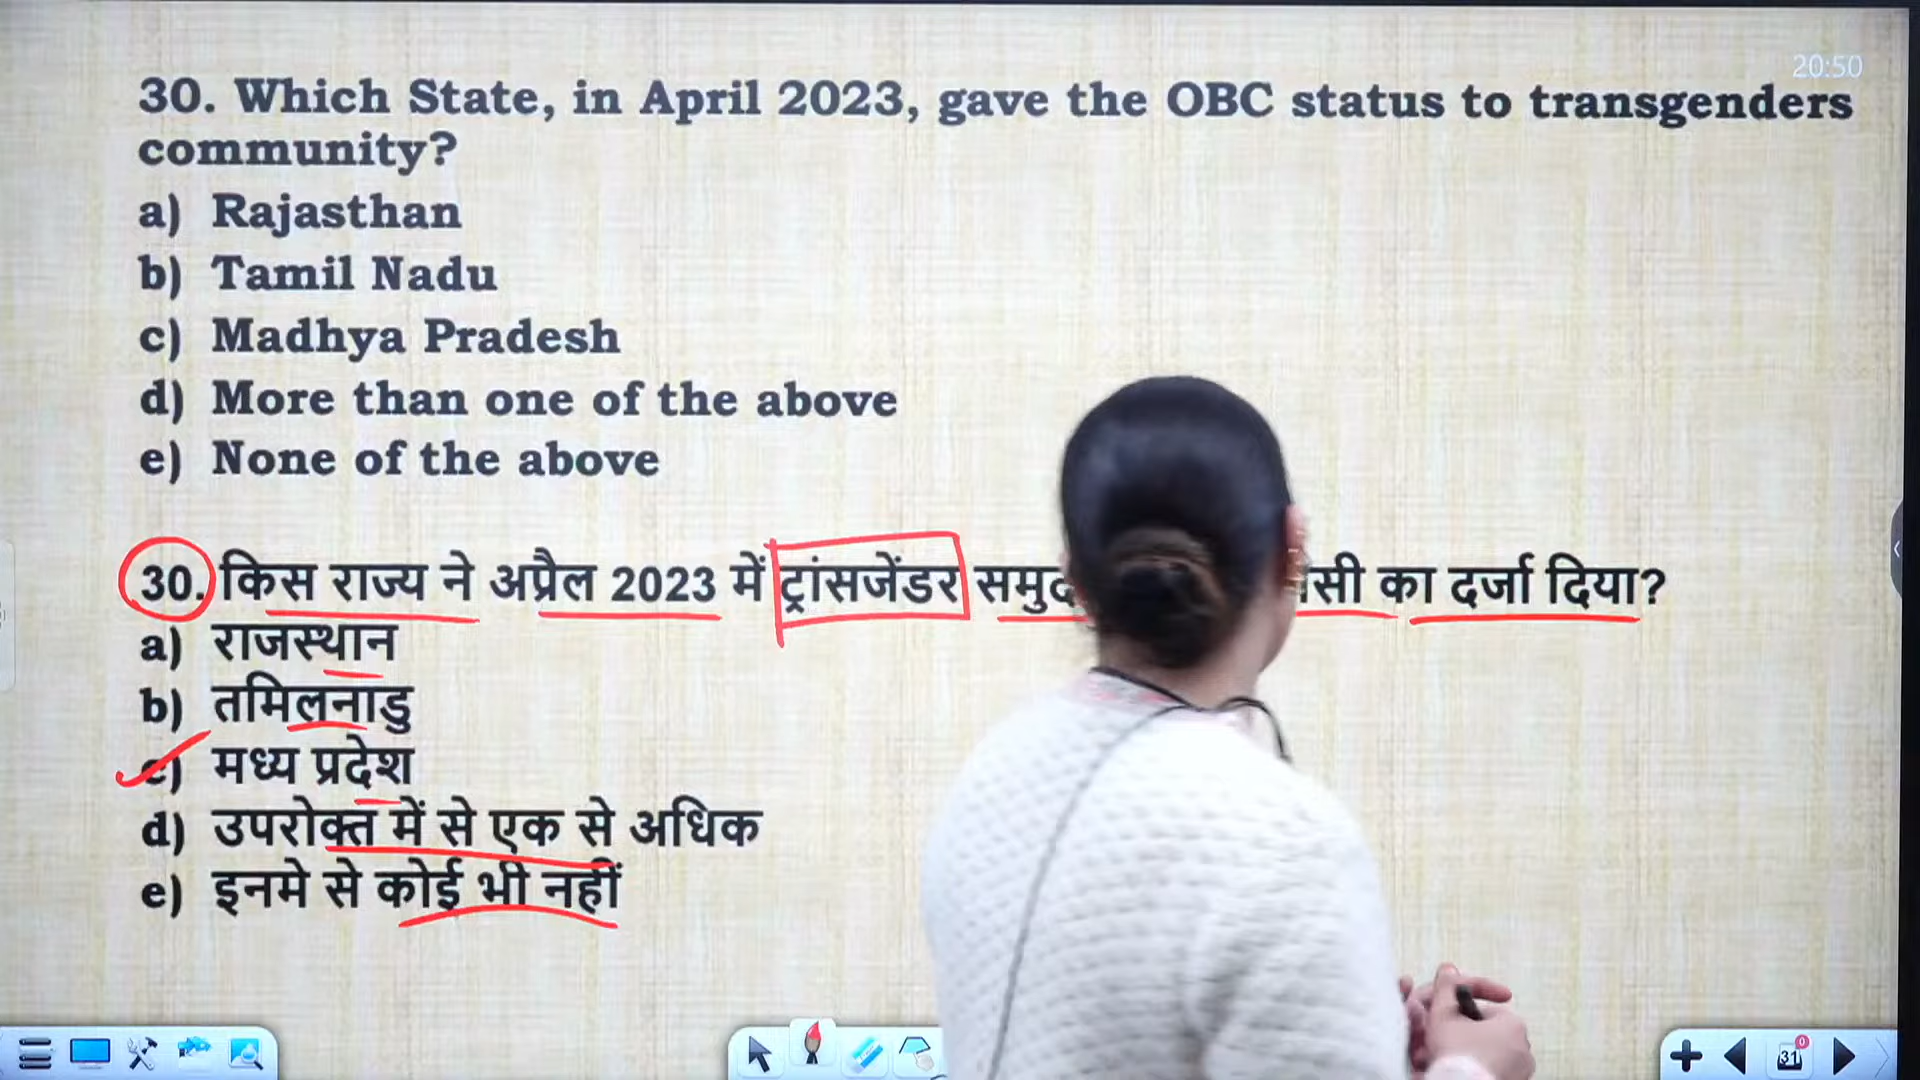 20:50
30. Which State, in April 2023, gave the OBC status to transgenders
community?
a) Rajasthan
b) Tamil Nadu
c) Madhya Pradesh
d) More than one of the above
e) None of the above
30. किस राज्य ने अप्रैल 2023 में ट्रांसजेंडर का दर्जा दिया?
a) राजस्थान
b) तमिलनाडु
c) मध्य प्रदेश
d) उपरोक्त में से एक से अधिक
e) इनमे से कोई भी नहीं
0
31